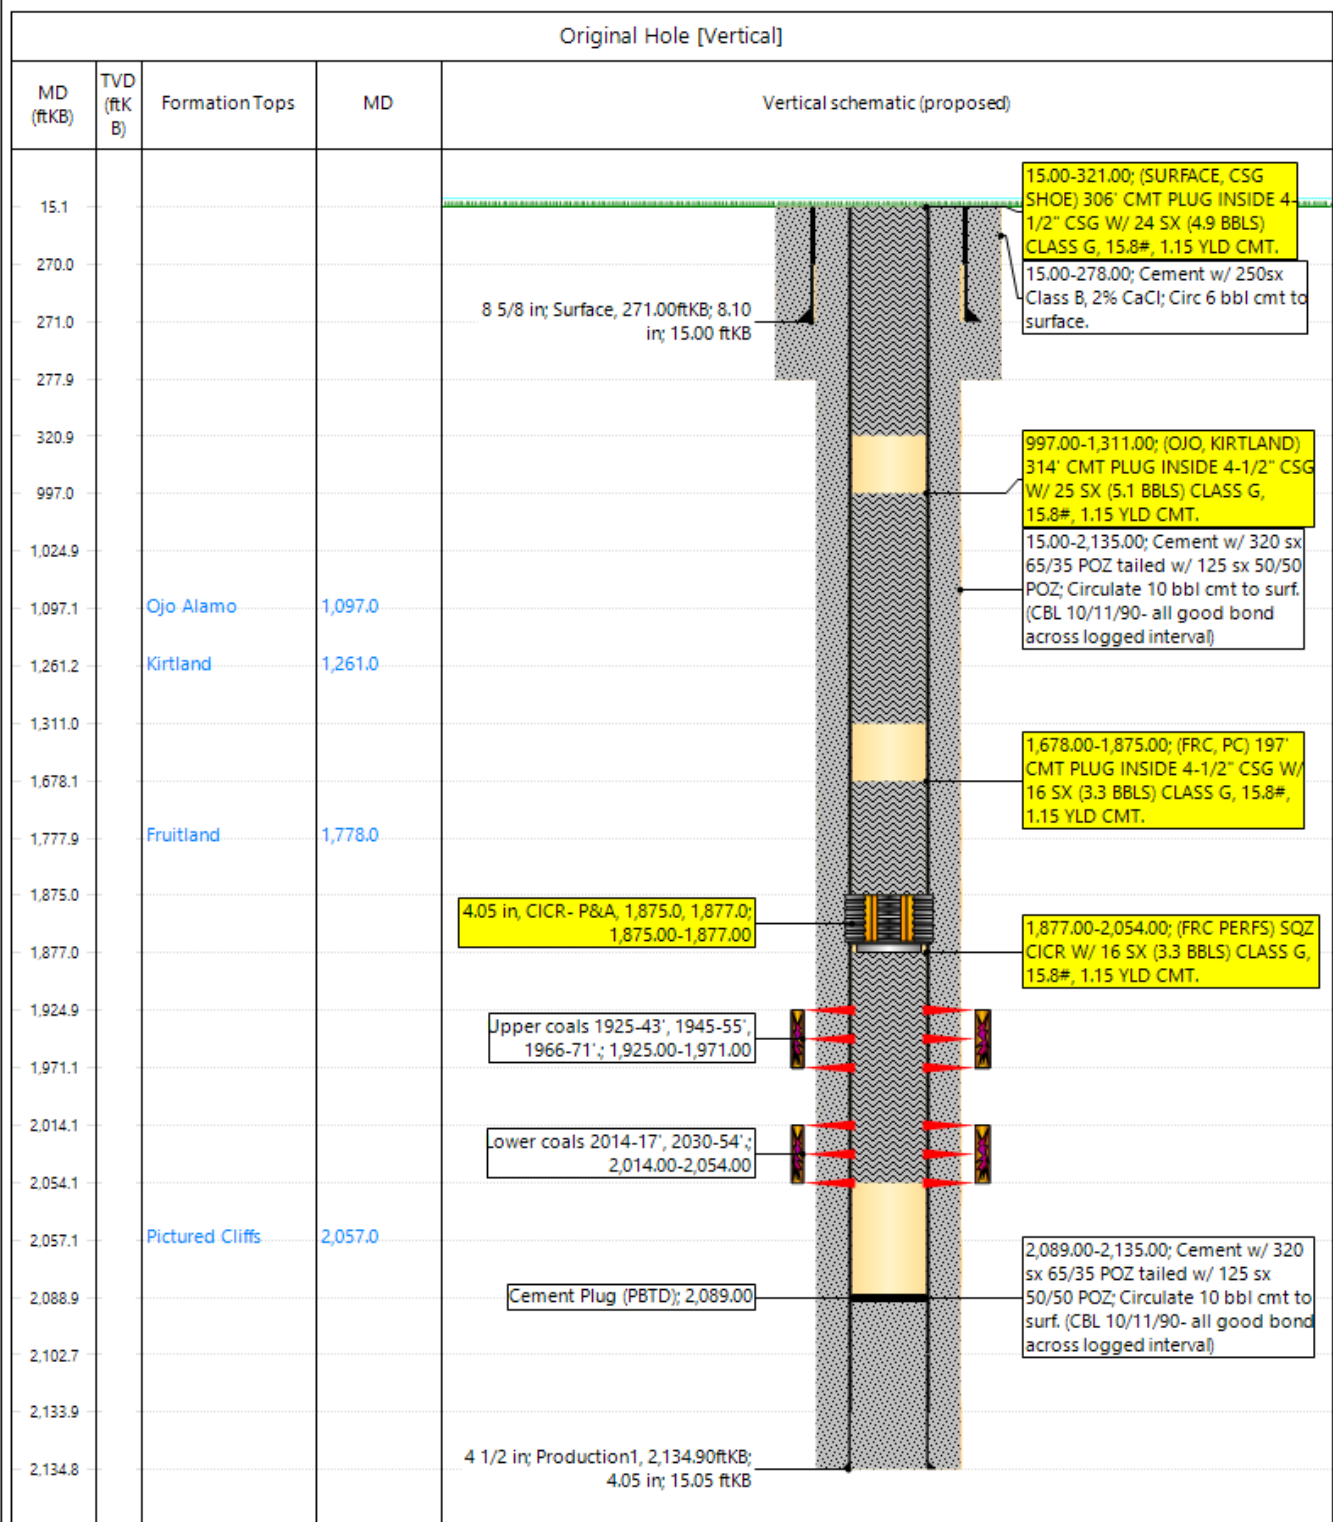 Original Hole [Vertical]
MD
(ftKB)
TVD
(ftK
B)
Formation Tops
MD
Vertical schematic (proposed)
15.1
270.0
271.0
277.9
320.9
997.0
1,024.9
1,097.1
1,261.2
1,311.0
1,678.1
1,777.9
1,875.0
1,877.0
1,924.9
1,971.1
2,014.1
2,054.1
2,057.1
2,088.9
2,102.7
2,133.9
2,134.8
Ojo Alamo
1,097.0
Kirtland
1,261.0
Fruitland
1,778.0
Pictured Cliffs
2,057.0
8 5/8 in; Surface, 271.00ftKB; 8.10
in; 15.00 ftKB
4.05 in, CICR- P&A, 1,875.0, 1,877.0;
1,875.00-1,877.00
Upper coals 1925-43', 1945-55',
1966-71'.; 1,925.00-1,971.00
Lower coals 2014-17', 2030-54'.;
2,014.00-2,054.00
Cement Plug (PBTD); 2,089.00
4 1/2 in; Production1, 2,134.90ftKB;
4.05 in; 15.05 ftKB
15.00-321.00; (SURFACE, CSG
SHOE) 306' CMT PLUG INSIDE 4-
1/2" CSG W/ 24 SX (4.9 BBLS)
CLASS G, 15.8#, 1.15 YLD CMT.
15.00-278.00; Cement w/ 250sx
Class B, 2% CaCl; Circ 6 bbl cmt to
surface.
997.00-1,311.00; (OJO, KIRTLAND)
314' CMT PLUG INSIDE 4-1/2" CSG
W/ 25 SX (5.1 BBLS) CLASS G,
15.8#, 1.15 YLD CMT.
15.00-2,135.00; Cement w/ 320 sx
65/35 POZ tailed w/ 125 sx 50/50
POZ; Circulate 10 bbl cmt to surf.
(CBL 10/11/90- all good bond
across logged interval)
1,678.00-1,875.00; (FRC, PC) 197'
CMT PLUG INSIDE 4-1/2" CSG W/
16 SX (3.3 BBLS) CLASS G, 15.8#,
1.15 YLD CMT.
1,877.00-2,054.00; (FRC PERFS) SQZ
CICR W/ 16 SX (3.3 BBLS) CLASS G,
15.8#, 1.15 YLD CMT.
2,089.00-2,135.00; Cement w/ 320
sx 65/35 POZ tailed w/ 125 sx
50/50 POZ; Circulate 10 bbl cmt to
surf. (CBL 10/11/90- all good bond
across logged interval)